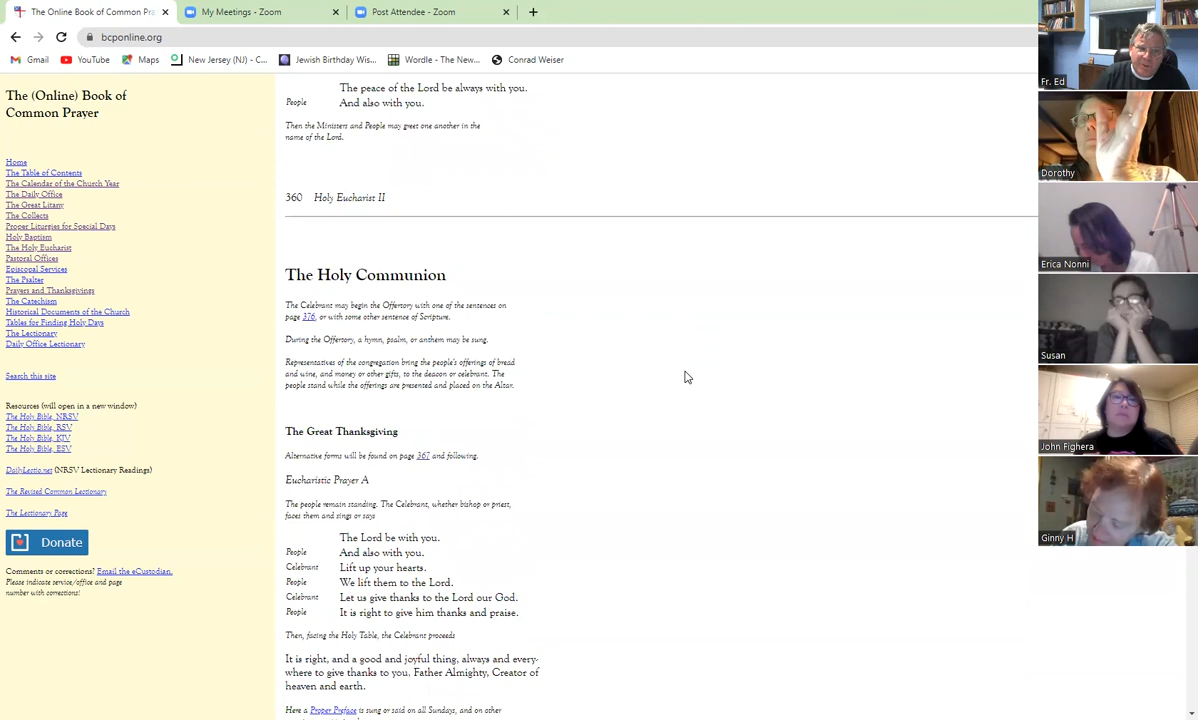 The Online Book of Common Pra
My Meetings - Zoom
Post Attendee - Zoom
bcponline.org
Gmail
YouTube
Maps
New Jersey (NJ) - C...
Jewish Birthday Wis...
Wordle - The New...
Conrad Weiser
The (Online) Book of
Common Prayer
Home
The Table of Contents
The Calendar of the Church Year
The Daily Office
The Great Litany
The Collects
Proper Liturgies for Special Days
Holy Baptism
The Holy Eucharist
Pastoral Offices
Episcopal Services
The Psalter
Prayers and Thanksgivings
The Catechism
Historical Documents of the Church
Tables for Finding Holy Days
The Lectionary
Daily Office Lectionary
Search this site
Resources (will open in a new window)
The Holy Bible, NRSV
The Holy Bible, RSV
The Holy Bible, KJV
The Holy Bible, ESV
DailyLectio.net (NRSV Lectionary Readings)
The Revised Common Lectionary
The Lectionary Page
Donate
Comments or corrections? Email the eCustodian.
Please indicate service/office and page
number with corrections!
The peace of the Lord be always with you.
People And also with you.
Then the Ministers and People may greet one another in the
name of the Lord.
360 Holy Eucharist II
The Holy Communion
The Celebrant may begin the Offertory with one of the sentences on
page 376, or with some other sentence of Scripture.
During the Offertory, a hymn, psalm, or anthem may be sung.
Representatives of the congregation bring the people's offerings of bread
and wine, and money or other gifts, to the deacon or celebrant. The
people stand while the offerings are presented and placed on the Altar.
The Great Thanksgiving
Alternative forms will be found on page 367 and following.
Eucharistic Prayer A
The people remain standing. The Celebrant, whether bishop or priest,
faces them and sings or says
The Lord be with you.
People And also with you.
Celebrant Lift up your hearts.
People We lift them to the Lord.
Celebrant Let us give thanks to the Lord our God.
People It is right to give him thanks and praise.
Then, facing the Holy Table, the Celebrant proceeds
It is right, and a good and joyful thing, always and every-
where to give thanks to you, Father Almighty, Creator of
heaven and earth.
Here a Proper Preface is sung or said on all Sundays, and on other
Fr. Ed
Dorothy
Erica Nonni
Susan
John Fighera
Ginny H